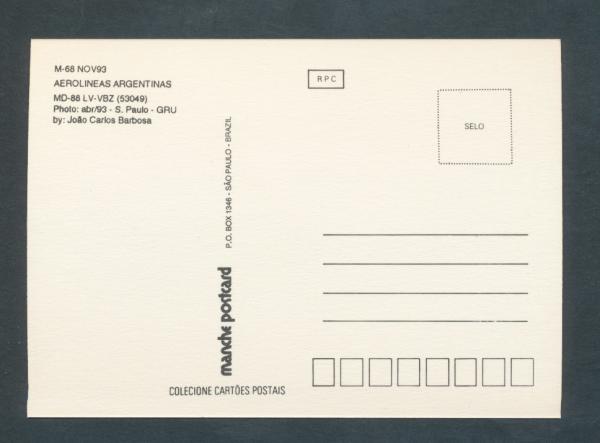 M-68 NOV93
AEROLINEAS ARGENTINAS
MD-88 LV-VBZ (53049)
Photo: abr/93 - S. Paulo - GRU
by: João Carlos Barbosa
RPC
SELO
manche postcard
P.O. BOX 1346 - SÃO PAULO - BRAZIL
COLECIONE CARTÕES POSTAIS